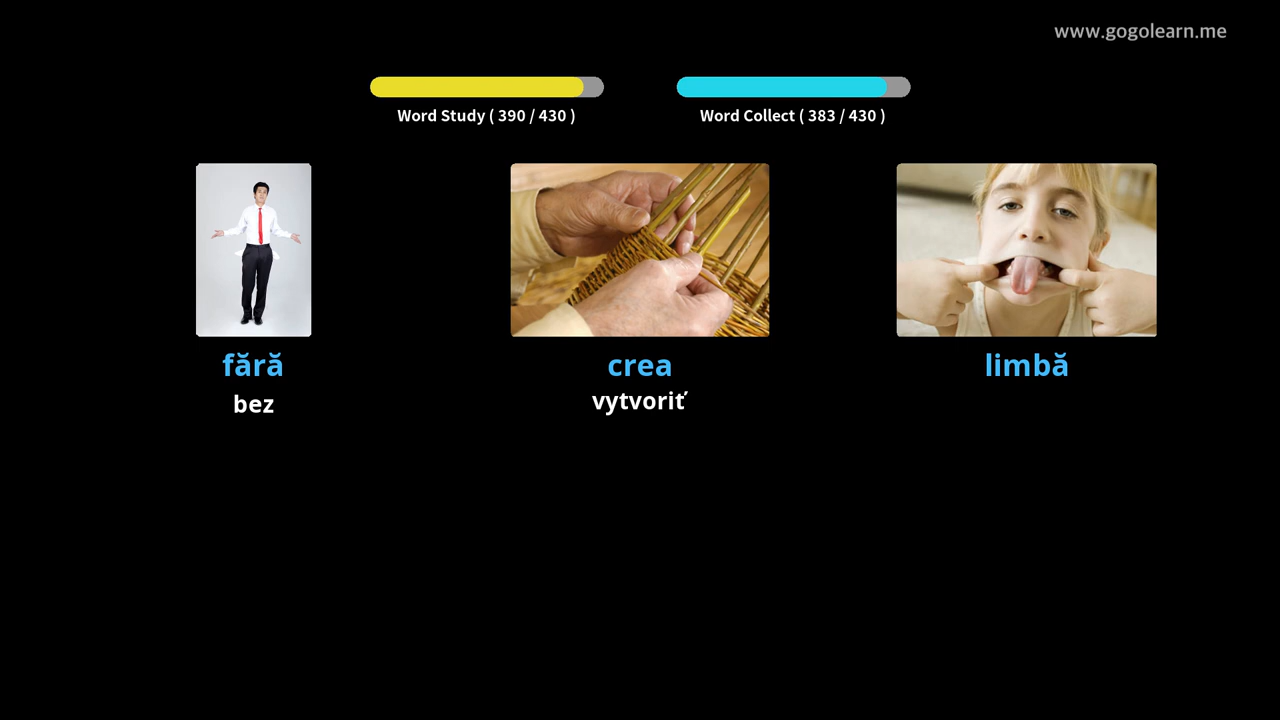 www.gogolearn.me
Word Study ( 390 / 430 )
Word Collect ( 383 / 430 )
fără
crea
limbă
bez
vytvoriť